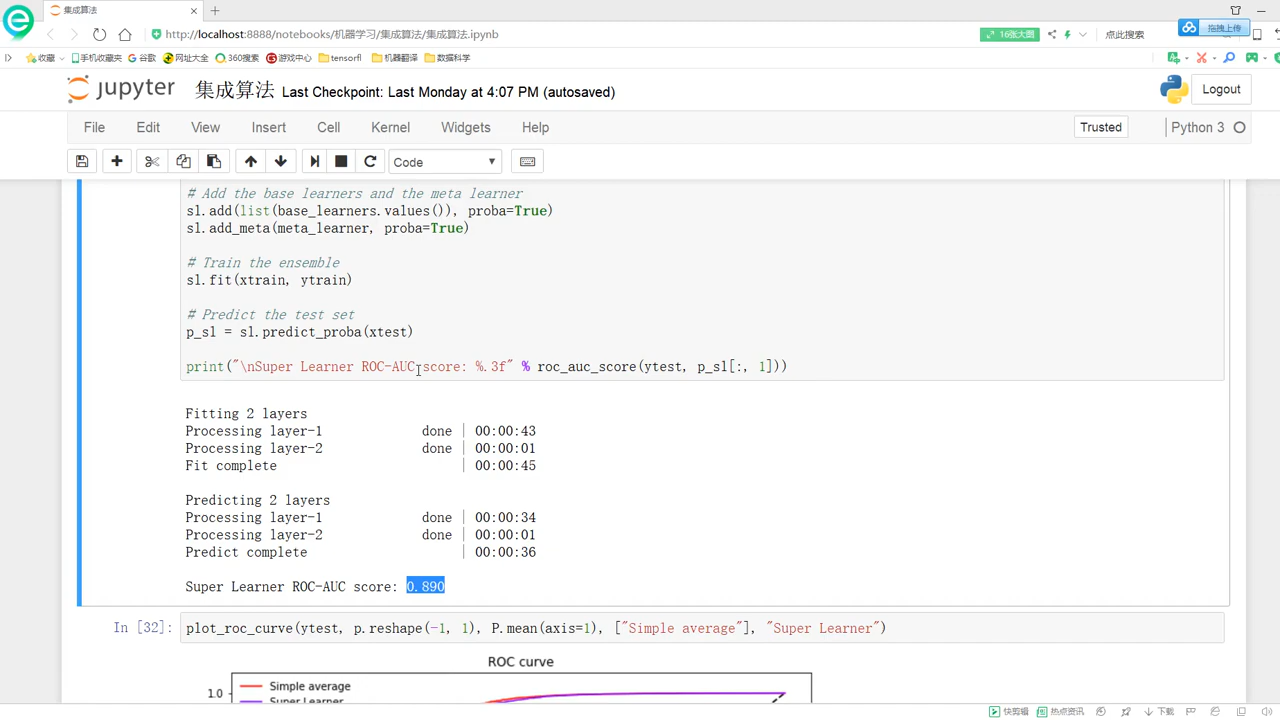 集成算法
http://localhost:8888/notebooks/机器学习/集成算法/集成算法.ipynb
16张大图
点此搜索
拖拽上传
收藏 手机收藏夹 谷歌 网址大全 360搜索 游戏中心 tensorfl 机器翻译 数据科学
jupyter 集成算法 Last Checkpoint: Last Monday at 4:07 PM (autosaved)
Logout
File Edit View Insert Cell Kernel Widgets Help
Trusted
Python 3
Code
# Add the base learners and the meta learner
sl.add(list(base_learners.values()), proba=True)
sl.add_meta(meta_learner, proba=True)
# Train the ensemble
sl.fit(xtrain, ytrain)
# Predict the test set
p_sl = sl.predict_proba(xtest)
print("\nSuper Learner ROC-AUC score: %.3f" % roc_auc_score(ytest, p_sl[:, 1]))
Fitting 2 layers
Processing layer-1 done | 00:00:43
Processing layer-2 done | 00:00:01
Fit complete | 00:00:45
Predicting 2 layers
Processing layer-1 done | 00:00:34
Processing layer-2 done | 00:00:01
Predict complete | 00:00:36
Super Learner ROC-AUC score: 0.890
In [32]: plot_roc_curve(ytest, p.reshape(-1, 1), P.mean(axis=1), ["Simple average"], "Super Learner")
ROC curve
1.0
Simple average
Super Learner
快剪辑 热点资讯 下载